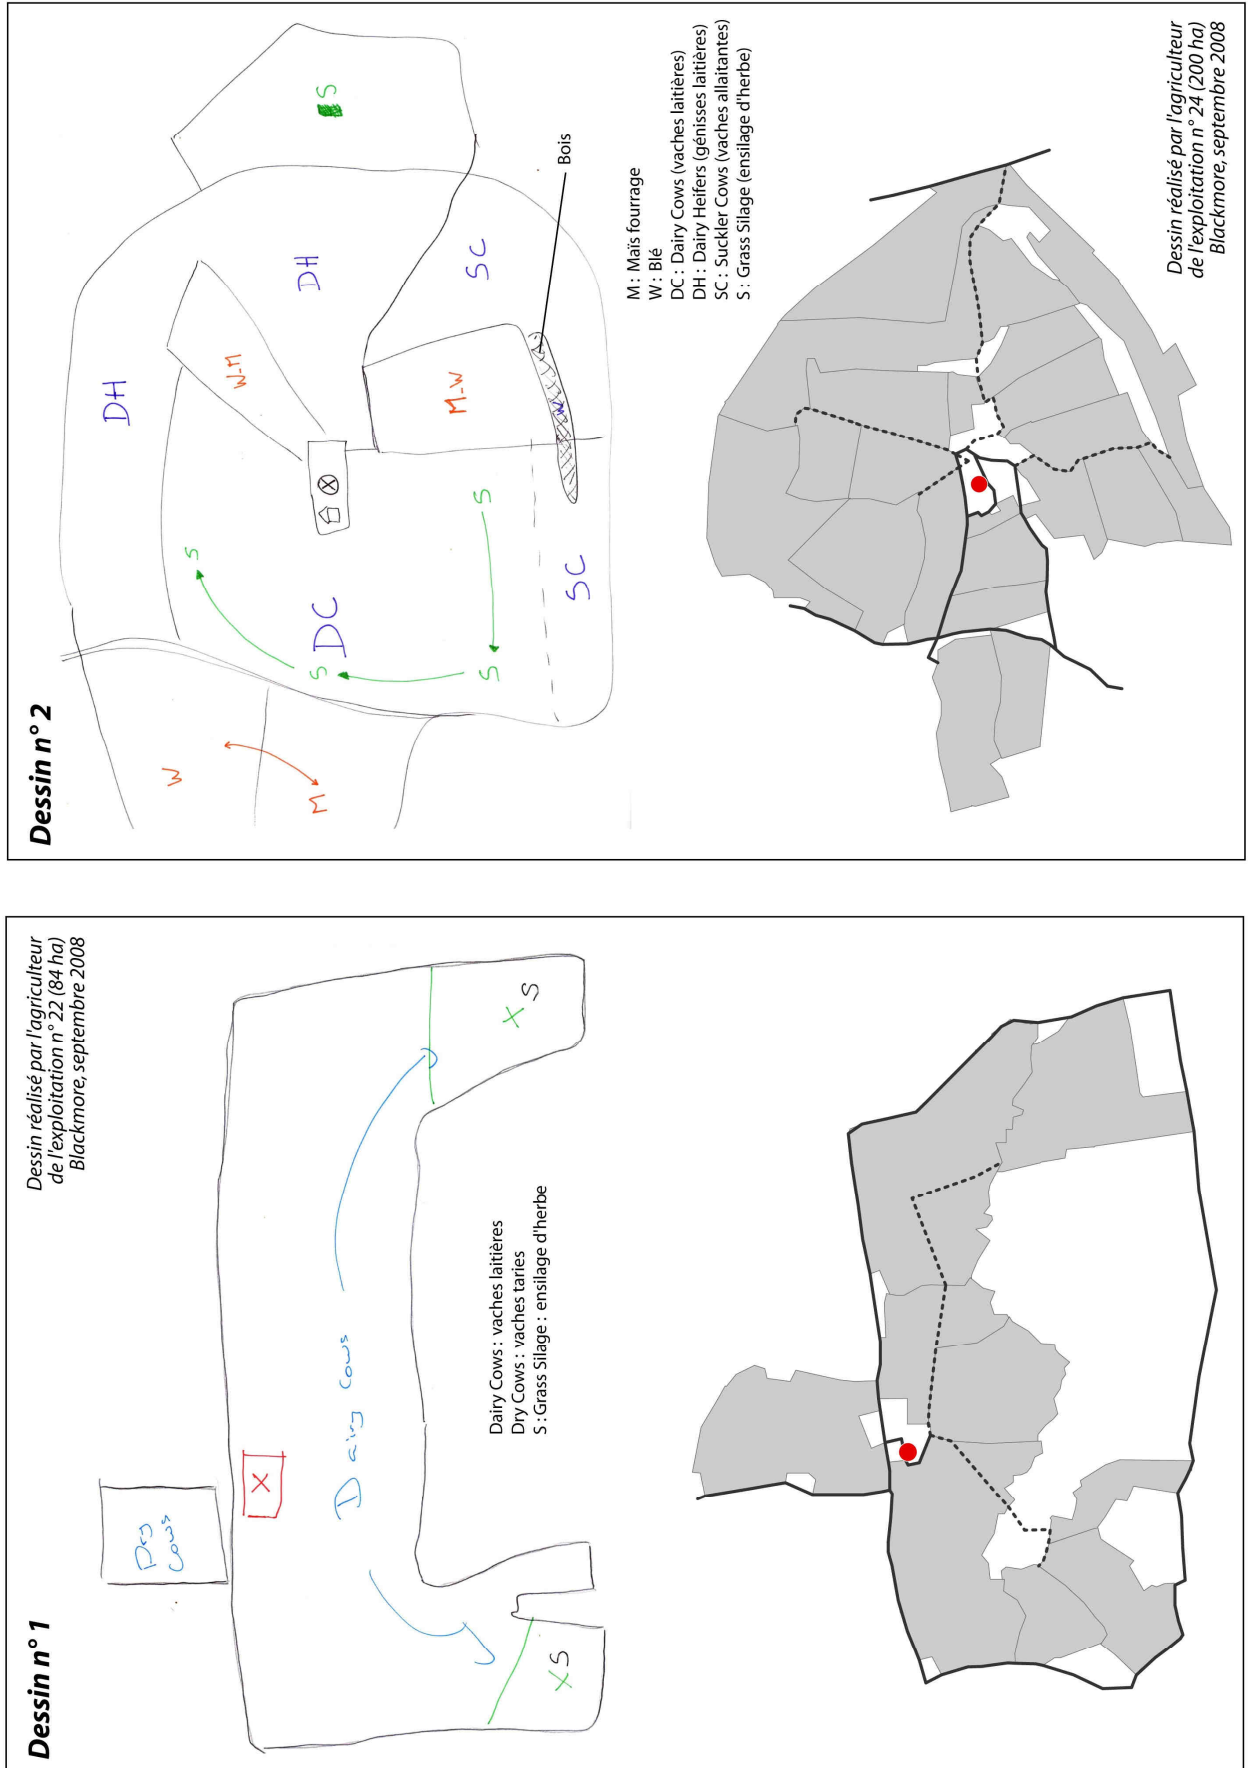 Dessin n° 1
Dessin réalisé par l'agriculteur
de l'exploitation n° 22 (84 ha)
Blackmore, septembre 2008
Dry
Cows
X
Dairy Cows
X S
X S
Dairy Cows : vaches laitières
Dry Cows : vaches taries
S : Grass Silage : ensilage d'herbe
Dessin n° 2
W
M
DH
W-M
DH
S
S
S
DC
S
S
M-W
SC
W
SC
Bois
M : Maïs fourrage
W : Blé
DC : Dairy Cows (vaches laitières)
DH : Dairy Heifers (génisses laitières)
SC : Suckler Cows (vaches allaitantes)
S : Grass Silage (ensilage d'herbe)
Dessin réalisé par l'agriculteur
de l'exploitation n° 24 (200 ha)
Blackmore, septembre 2008